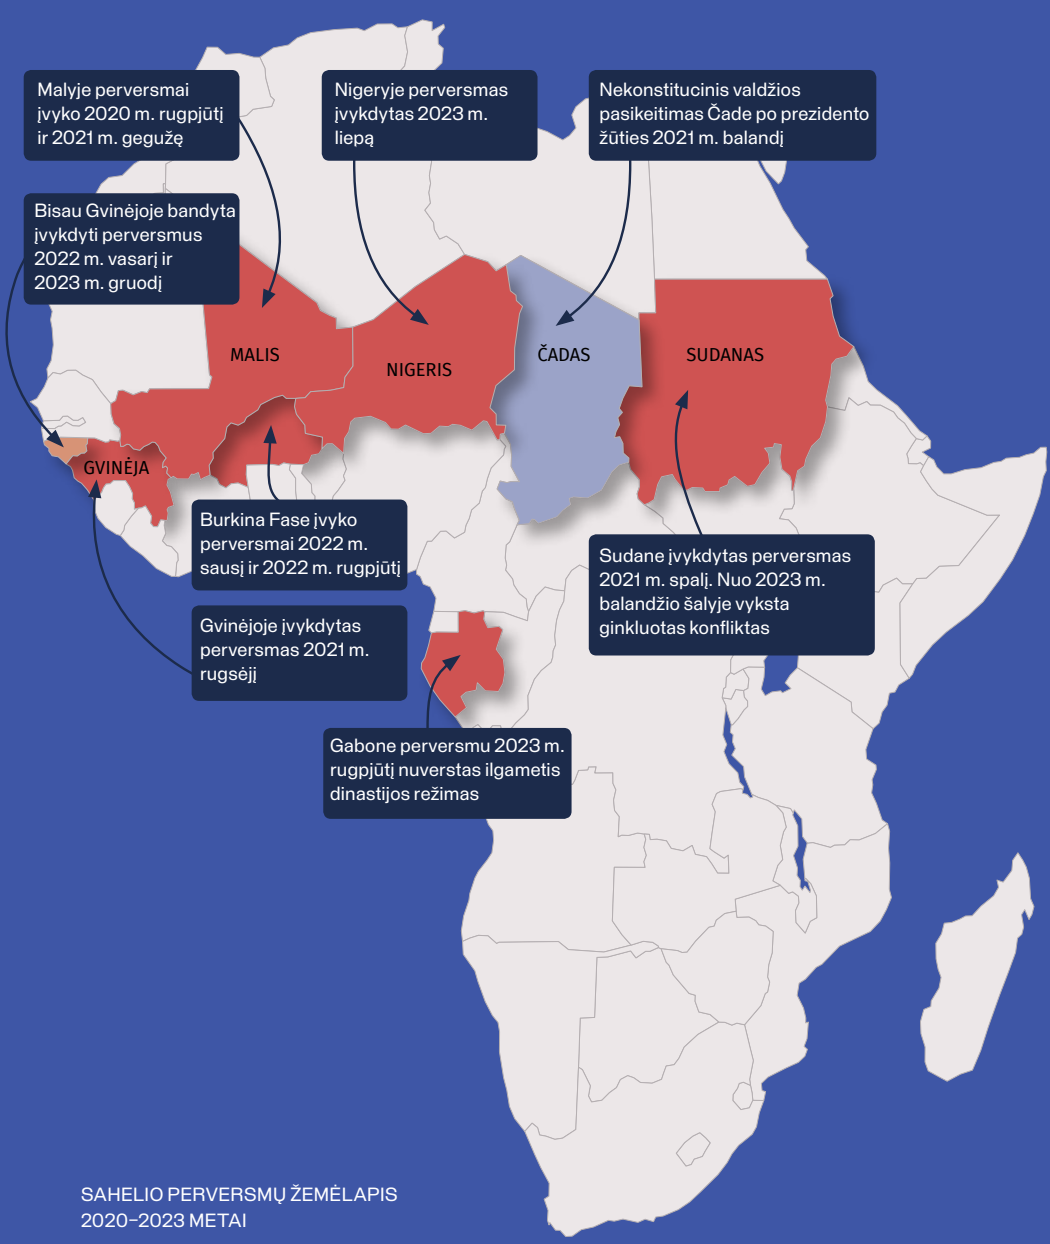 Malyje perversmai
įvyko 2020 m. rugpjūtį
ir 2021 m. gegužę
Nigeryje perversmas
įvykdytas 2023 m.
liepą
Nekonstitucinis valdžios
pasikeitimas Čade po prezidento
žūties 2021 m. balandį
Bisau Gvinėjoje bandyta
įvykdyti perversmus
2022 m. vasarį ir
2023 m. gruodį
MALIS
NIGERIS
ČADAS
SUDANAS
GVINĖJA
Burkina Fase įvyko
perversmai 2022 m.
sausį ir 2022 m. rugpjūtį
Sudane įvykdytas perversmas
2021 m. spalį. Nuo 2023 m.
balandžio šalyje vyksta
ginkluotas konfliktas
Gvinėjoje įvykdytas
perversmas 2021 m.
rugsėjį
Gabone perversmu 2023 m.
rugpjūtį nuverstas ilgametis
dinastijos režimas
SAHELIO PERVERSMŲ ŽEMĖLAPIS
2020–2023 METAI